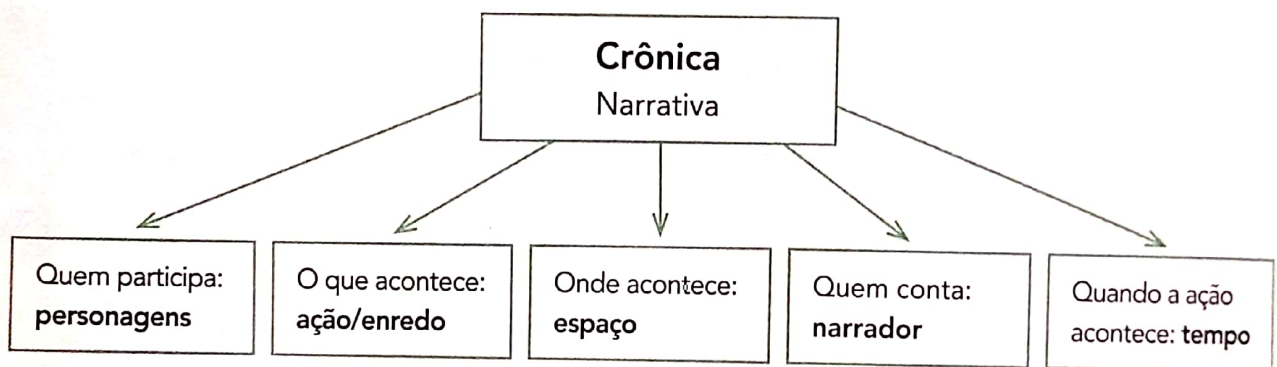 Crônica
Narrativa
Quem participa:
personagens
O que acontece:
ação/enredo
Onde acontece:
espaço
Quem conta:
narrador
Quando a ação
acontece: tempo